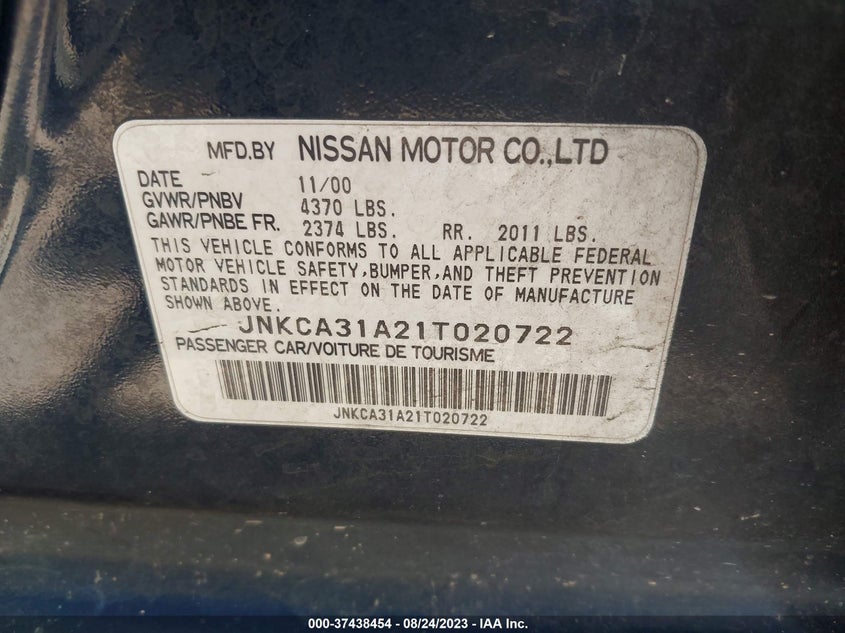 MFD.BY NISSAN MOTOR CO.,LTD
DATE 11/00
GVWR/PNBV 4370 LBS.
GAWR/PNBE FR. 2374 LBS. RR. 2011 LBS.
THIS VEHICLE CONFORMS TO ALL APPLICABLE FEDERAL
MOTOR VEHICLE SAFETY,BUMPER,AND THEFT PREVENTION
STANDARDS IN EFFECT ON THE DATE OF MANUFACTURE
SHOWN ABOVE.
JNKCA31A21T020722
PASSENGER CAR/VOITURE DE TOURISME
JNKCA31A21T020722
000-37438454 - 08/24/2023 - IAA Inc.